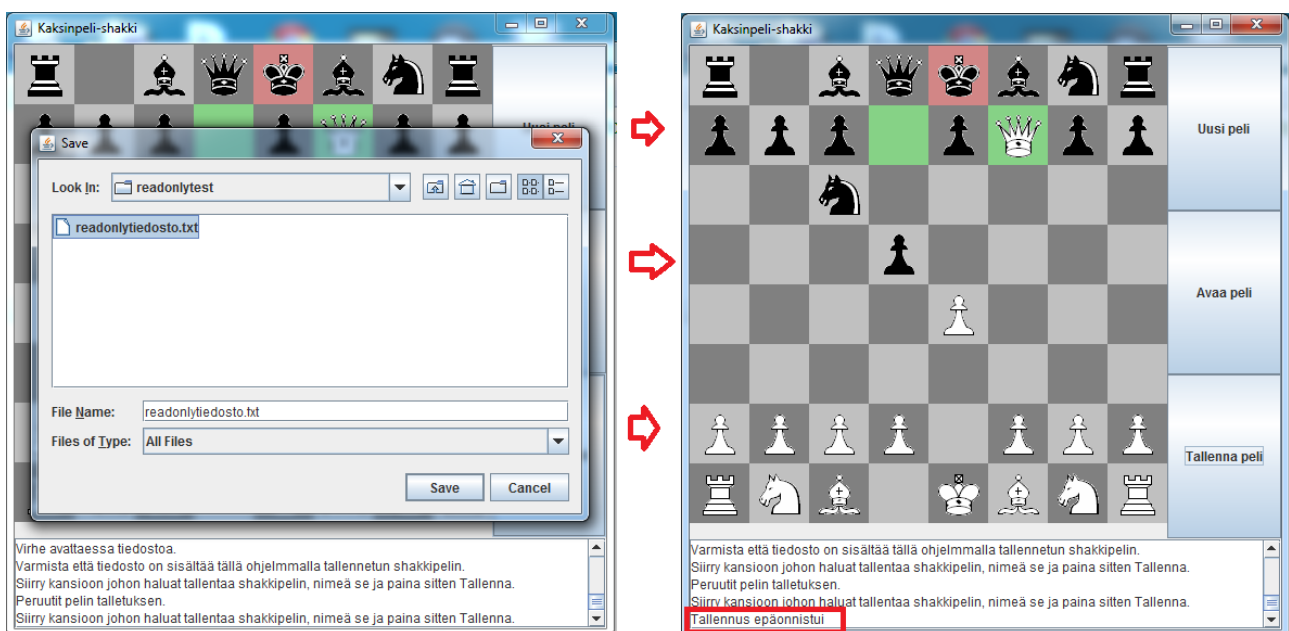 Kaksinpeli-shakki
Save
Look In:
readonlytest
readonlytiedosto.txt
File Name:
readonlytiedosto.txt
Files of Type:
All Files
Save
Cancel
Virhe avattaessa tiedostoa.
Varmista että tiedosto on sisältää tällä ohjelmmalla tallennetun shakkipelin.
Siirry kansioon johon haluat tallentaa shakkipelin, nimeä se ja paina sitten Tallenna.
Peruutit pelin talletuksen.
Siirry kansioon johon haluat tallentaa shakkipelin, nimeä se ja paina sitten Tallenna.
Kaksinpeli-shakki
Uusi peli
Avaa peli
Tallenna peli
Varmista että tiedosto on sisältää tällä ohjelmmalla tallennetun shakkipelin.
Siirry kansioon johon haluat tallentaa shakkipelin, nimeä se ja paina sitten Tallenna.
Peruutit pelin talletuksen.
Siirry kansioon johon haluat tallentaa shakkipelin, nimeä se ja paina sitten Tallenna.
Tallennus epäonnistui